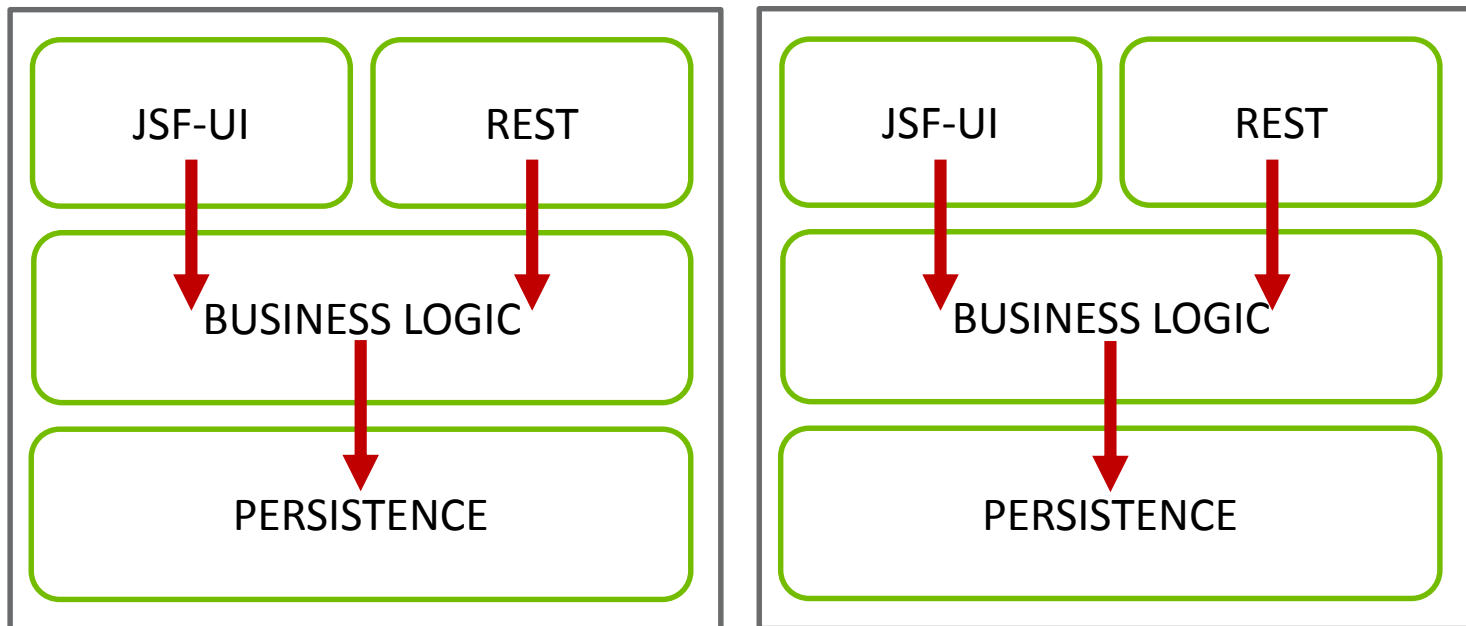 JSF-UI
REST
BUSINESS LOGIC
PERSISTENCE
JSF-UI
REST
BUSINESS LOGIC
PERSISTENCE